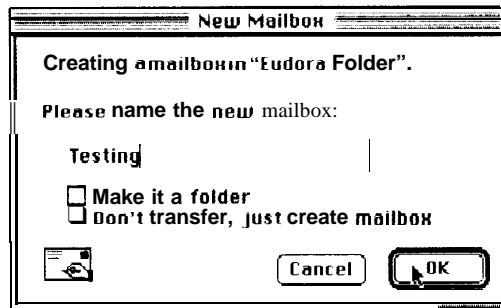 New Mailbox
Creating a mailbox in “Eudora Folder”.
Please name the new mailbox:
Testing
Make it a folder
Don't transfer, just create mailbox
Cancel
OK